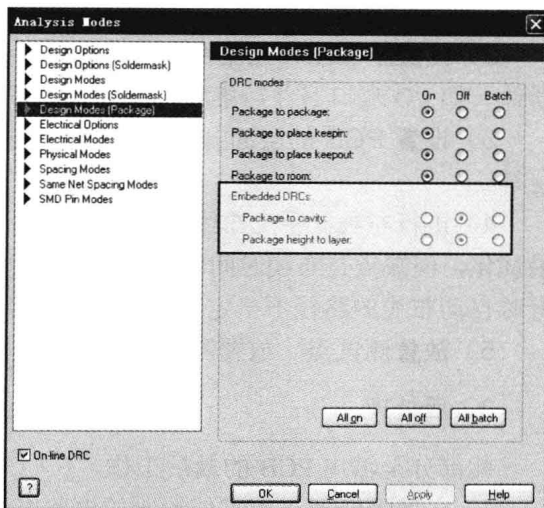 Analysis Modes
Design Options
Design Options (Soldermask)
Design Modes
Design Modes (Soldermask)
Design Modes (Package)
Electrical Options
Electrical Modes
Physical Modes
Spacing Modes
Same Net Spacing Modes
SMD Pin Modes
On-line DRC
?
Design Modes (Package)
DRC modes
On Off Batch
Package to package:
Package to place keepin:
Package to place keepout:
Package to room:
Embedded DRCs:
Package to cavity:
Package height to layer:
All on All off All batch
OK Cancel Apply Help